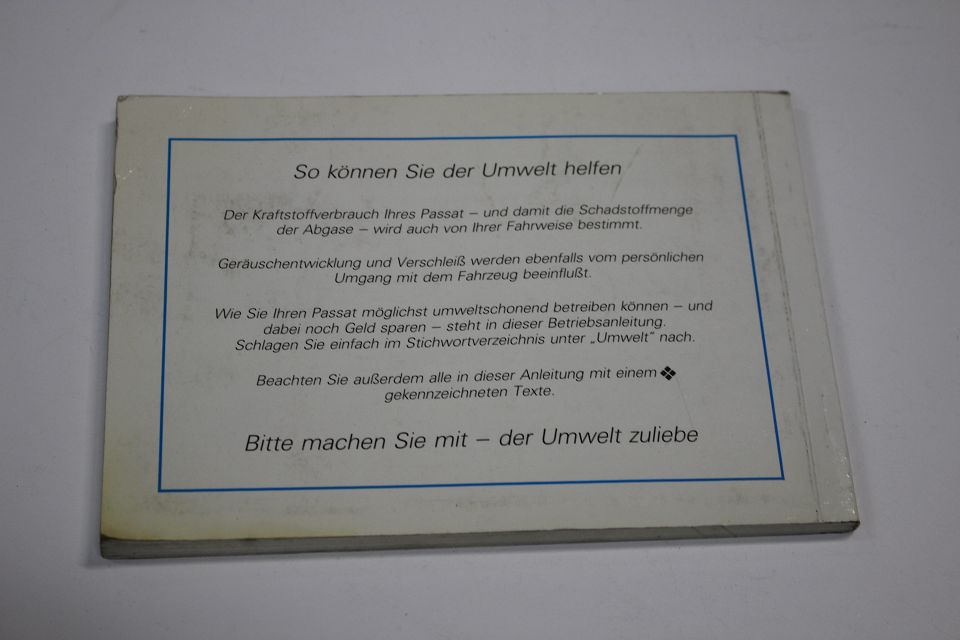 So können Sie der Umwelt helfen
Der Kraftstoffverbrauch Ihres Passat – und damit die Schadstoffmenge
der Abgase – wird auch von Ihrer Fahrweise bestimmt.
Geräuschentwicklung und Verschleiß werden ebenfalls vom persönlichen
Umgang mit dem Fahrzeug beeinflußt.
Wie Sie Ihren Passat möglichst umweltschonend betreiben können – und
dabei noch Geld sparen – steht in dieser Betriebsanleitung.
Schlagen Sie einfach im Stichwortverzeichnis unter „Umwelt“ nach.
Beachten Sie außerdem alle in dieser Anleitung mit einem ❖
gekennzeichneten Texte.
Bitte machen Sie mit – der Umwelt zuliebe